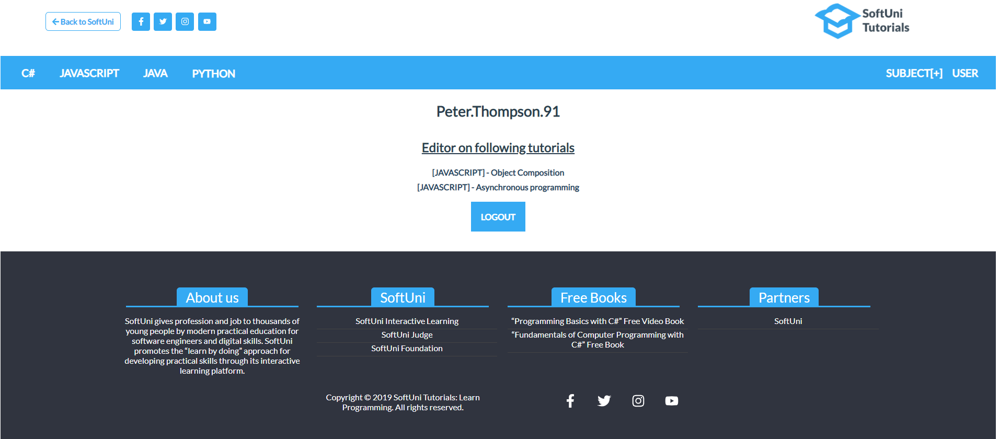 Back to SoftUni
SoftUni
Tutorials
C# JAVASCRIPT JAVA PYTHON SUBJECT[+] USER
Peter.Thompson.91
Editor on following tutorials
[JAVASCRIPT] - Object Composition
[JAVASCRIPT] - Asynchronous programming
LOGOUT
About us
SoftUni gives profession and job to thousands of
young people by modern practical education for
software engineers and digital skills. SoftUni
promotes the “learn by doing” approach for
developing practical skills through its interactive
learning platform.
SoftUni
SoftUni Interactive Learning
SoftUni Judge
SoftUni Foundation
Free Books
“Programming Basics with C#” Free Video Book
“Fundamentals of Computer Programming with
C#” Free Book
Partners
SoftUni
Copyright © 2019 SoftUni Tutorials: Learn
Programming. All rights reserved.